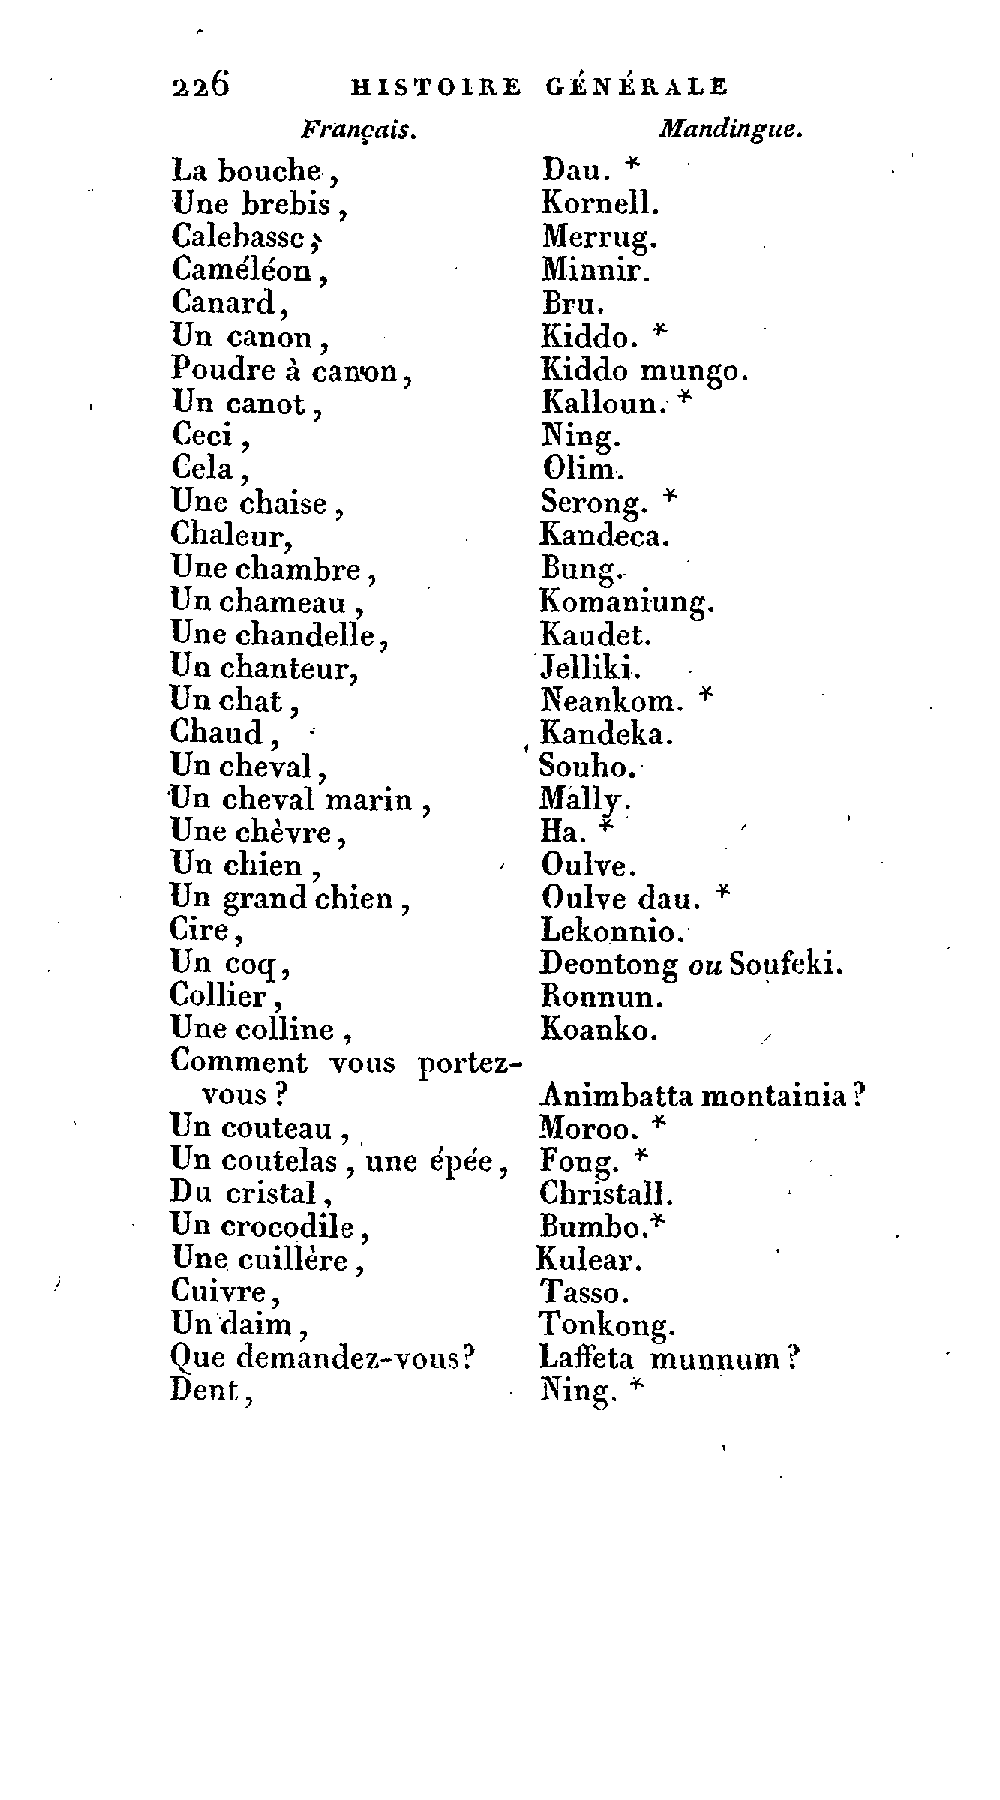 226 HISTOIRE GÉNÉRALE
Français. Mandingue.
La bouche, Dau. *
Une brebis, Kornell.
Calebasse, Merrug.
Caméléon, Minnir.
Canard, Bru.
Un canon, Kiddo. *
Poudre à canon, Kiddo mungo.
Un canot, Kalloun. *
Ceci, Ning.
Cela, Olim.
Une chaise, Serong. *
Chaleur, Kandeca.
Une chambre, Bung.
Un chameau, Komaniung.
Une chandelle, Kaudet.
Un chanteur, Jelliki.
Un chat, Neankom. *
Chaud, Kandeka.
Un cheval, Souho.
Un cheval marin, Mally.
Une chèvre, Ha. *
Un chien, Oulve.
Un grand chien, Oulve dau. *
Cire, Lekonnio.
Un coq, Deontong ou Soufeki.
Collier, Ronnun.
Une colline, Koanko.
Comment vous portez-
vous ? Animbatta montainia ?
Un couteau, Moroo. *
Un coutelas, une épée, Fong. *
Du cristal, Christall.
Un crocodile, Bumbo. *
Une cuillère, Kulear.
Cuivre, Tasso.
Un daim, Tonkong.
Que demandez-vous? Laffeta munnum ?
Dent, Ning. *